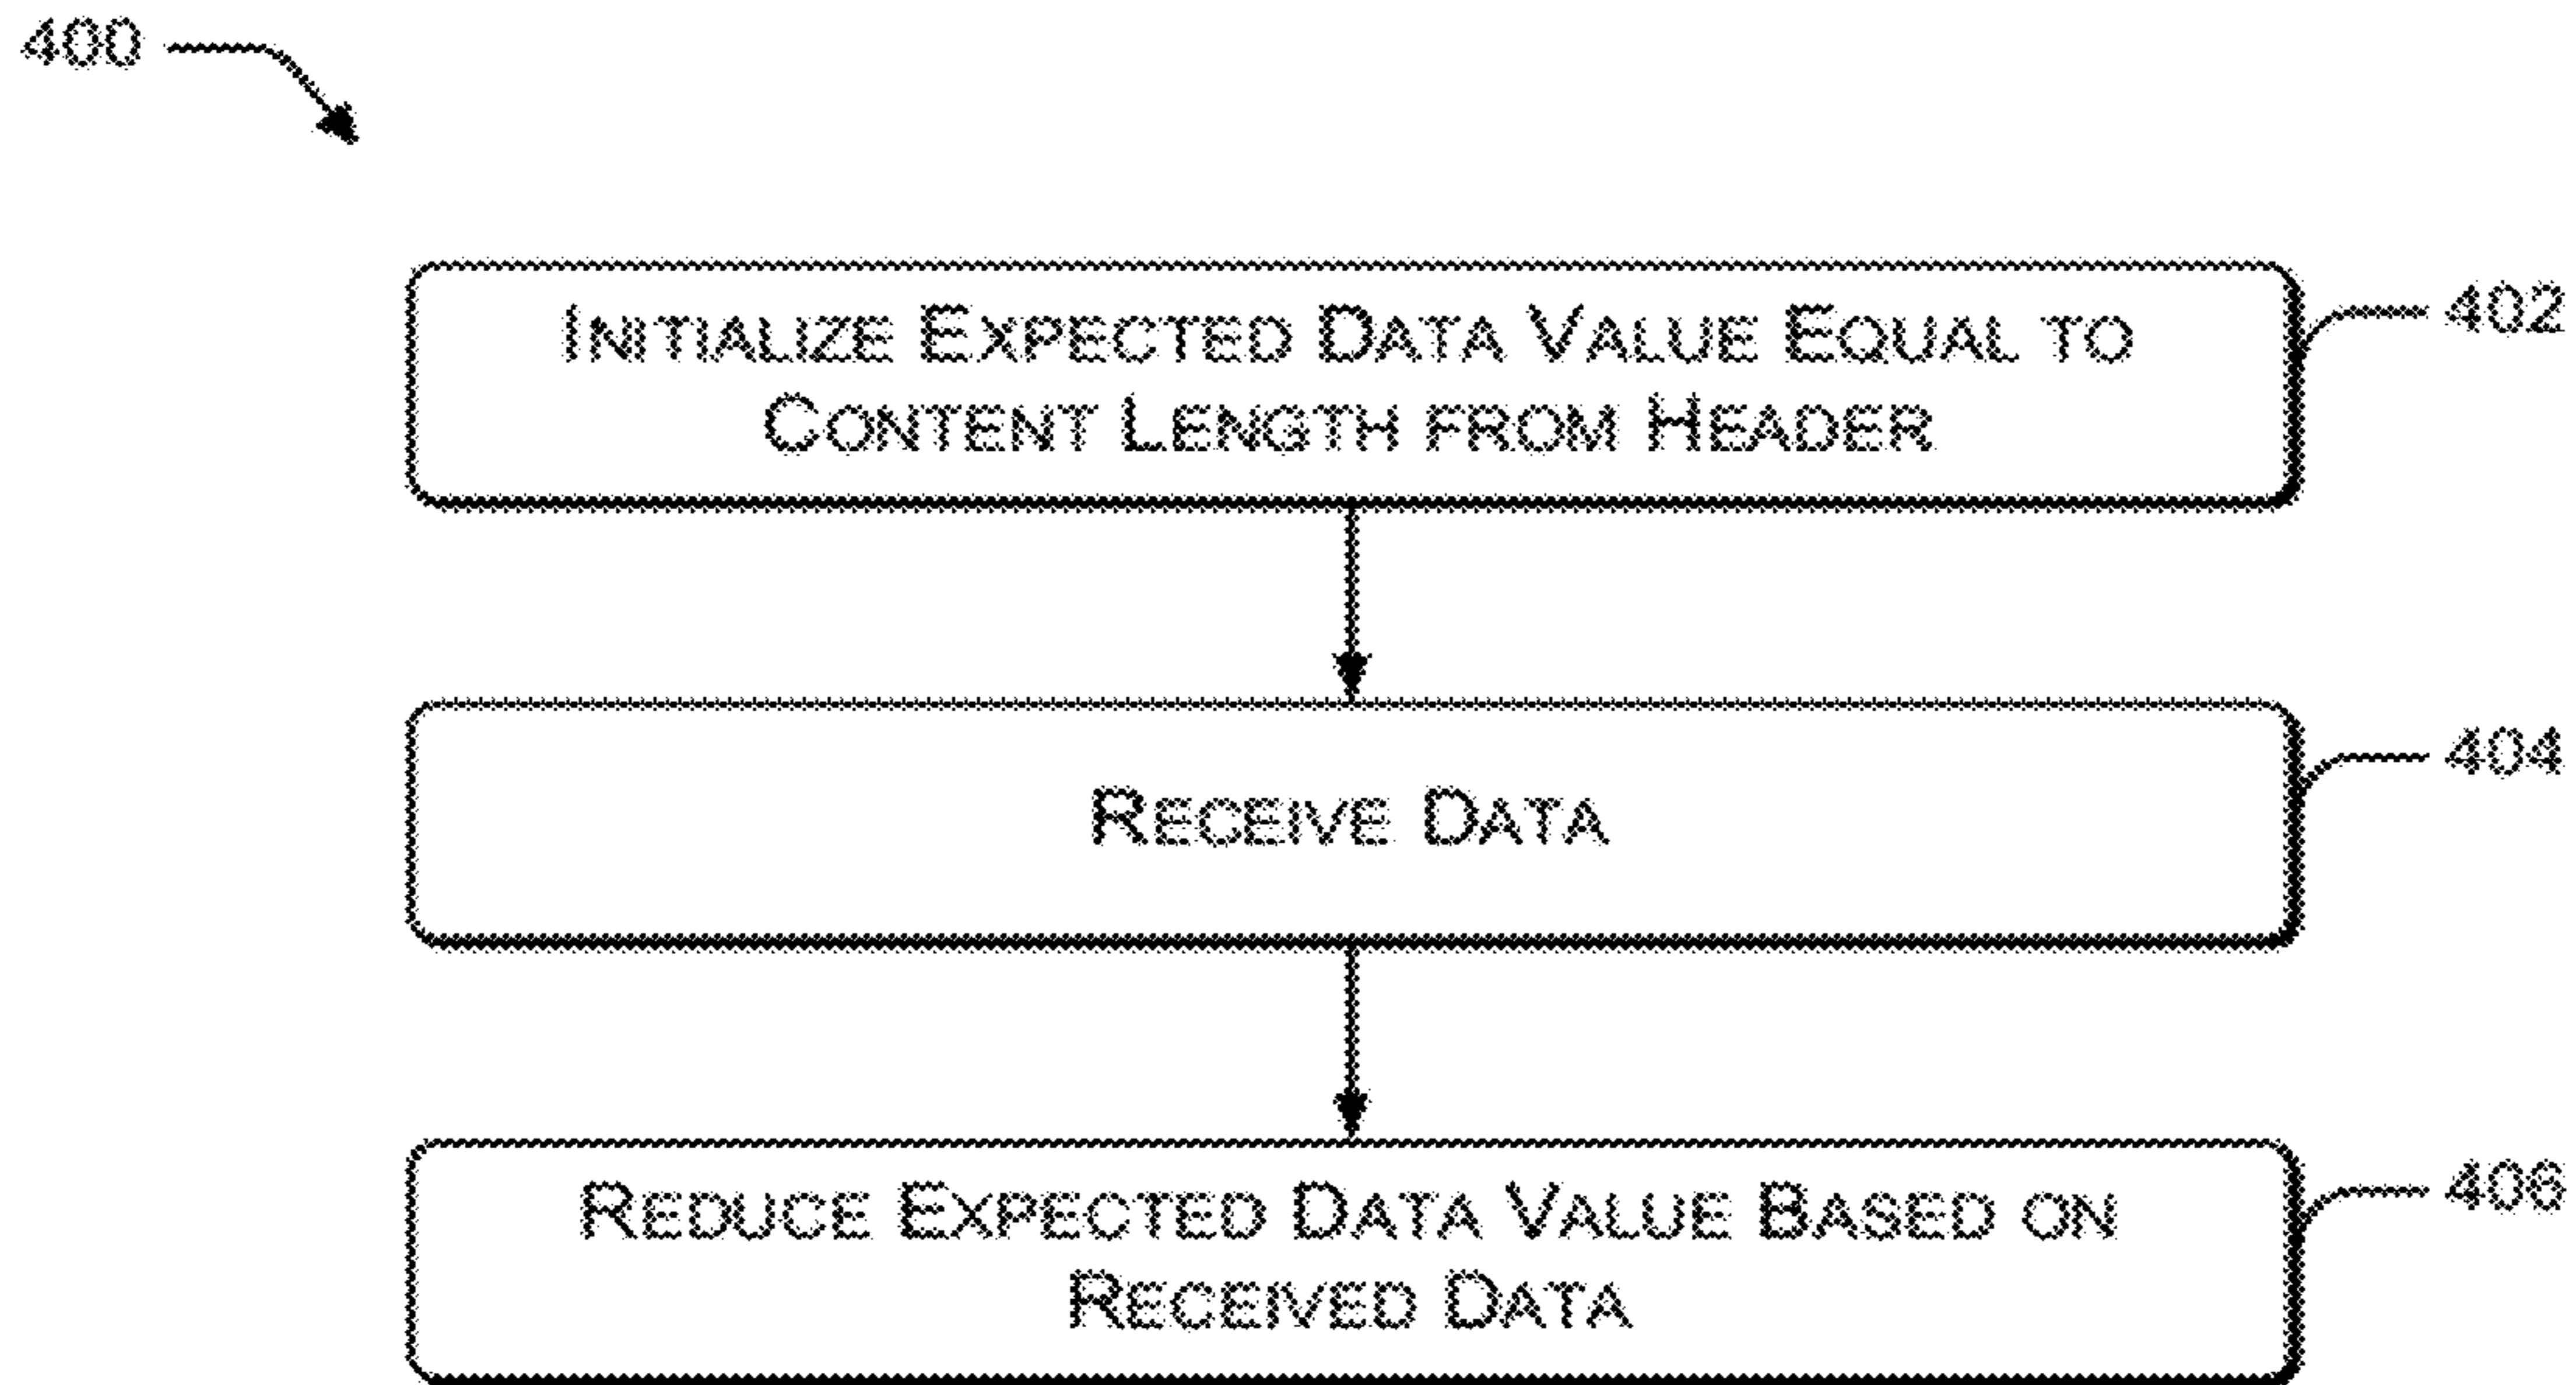 400
INITIALIZE EXPECTED DATA VALUE EQUAL TO
CONTENT LENGTH FROM HEADER
402
RECEIVE DATA
404
REDUCE EXPECTED DATA VALUE BASED ON
RECEIVED DATA
406